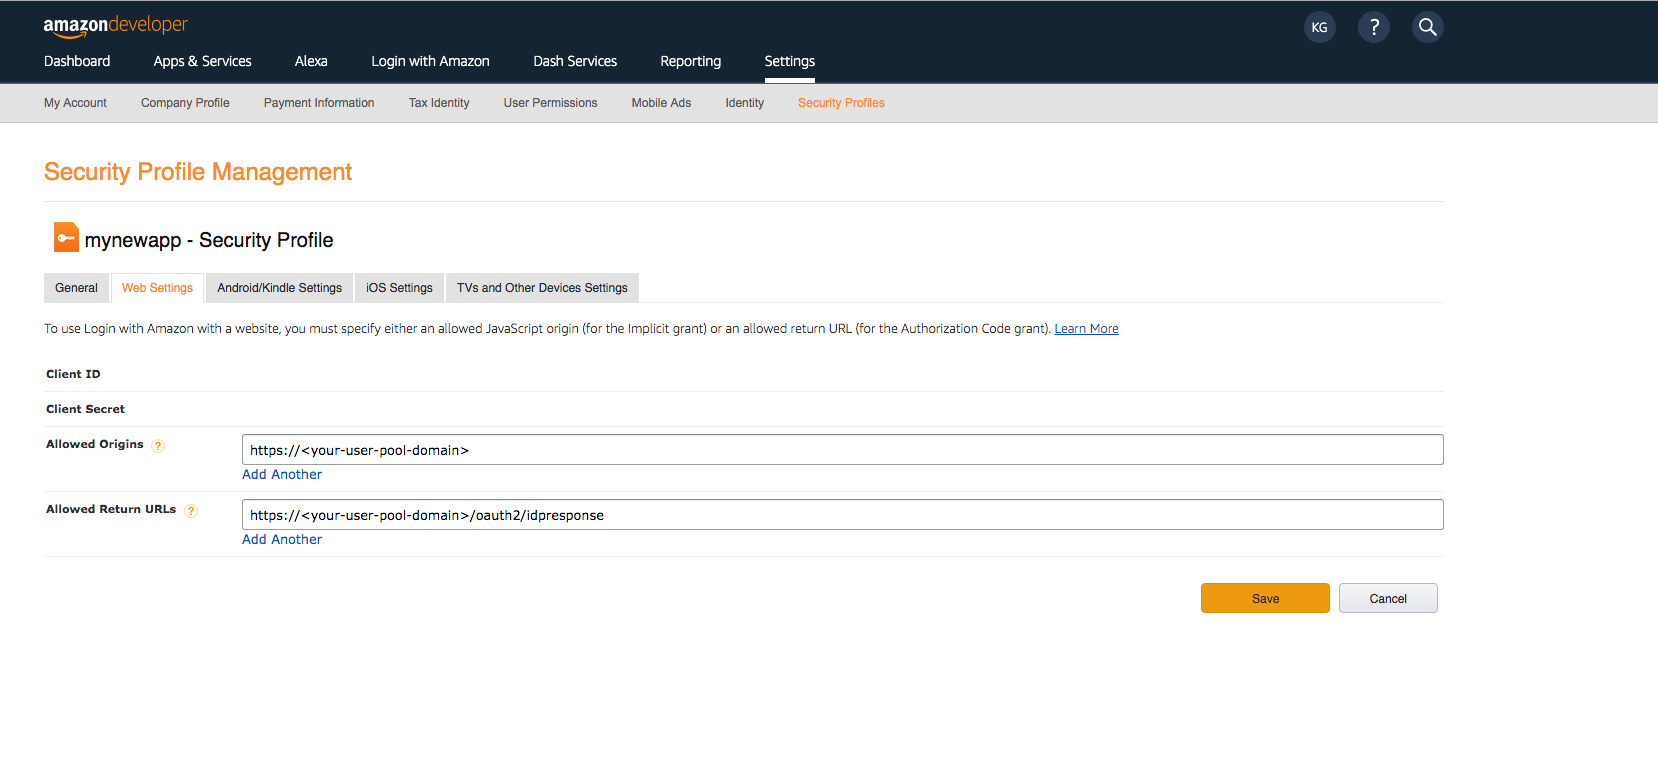 amazondeveloper
KG ?
Dashboard Apps & Services Alexa Login with Amazon Dash Services Reporting Settings
My Account Company Profile Payment Information Tax Identity User Permissions Mobile Ads Identity Security Profiles
Security Profile Management
mynewapp - Security Profile
General Web Settings Android/Kindle Settings iOS Settings TVs and Other Devices Settings
To use Login with Amazon with a website, you must specify either an allowed JavaScript origin (for the Implicit grant) or an allowed return URL (for the Authorization Code grant). Learn More
Client ID
Client Secret
Allowed Origins ? https://<your-user-pool-domain>
Add Another
Allowed Return URLs ? https://<your-user-pool-domain>/oauth2/idpresponse
Add Another
Save Cancel